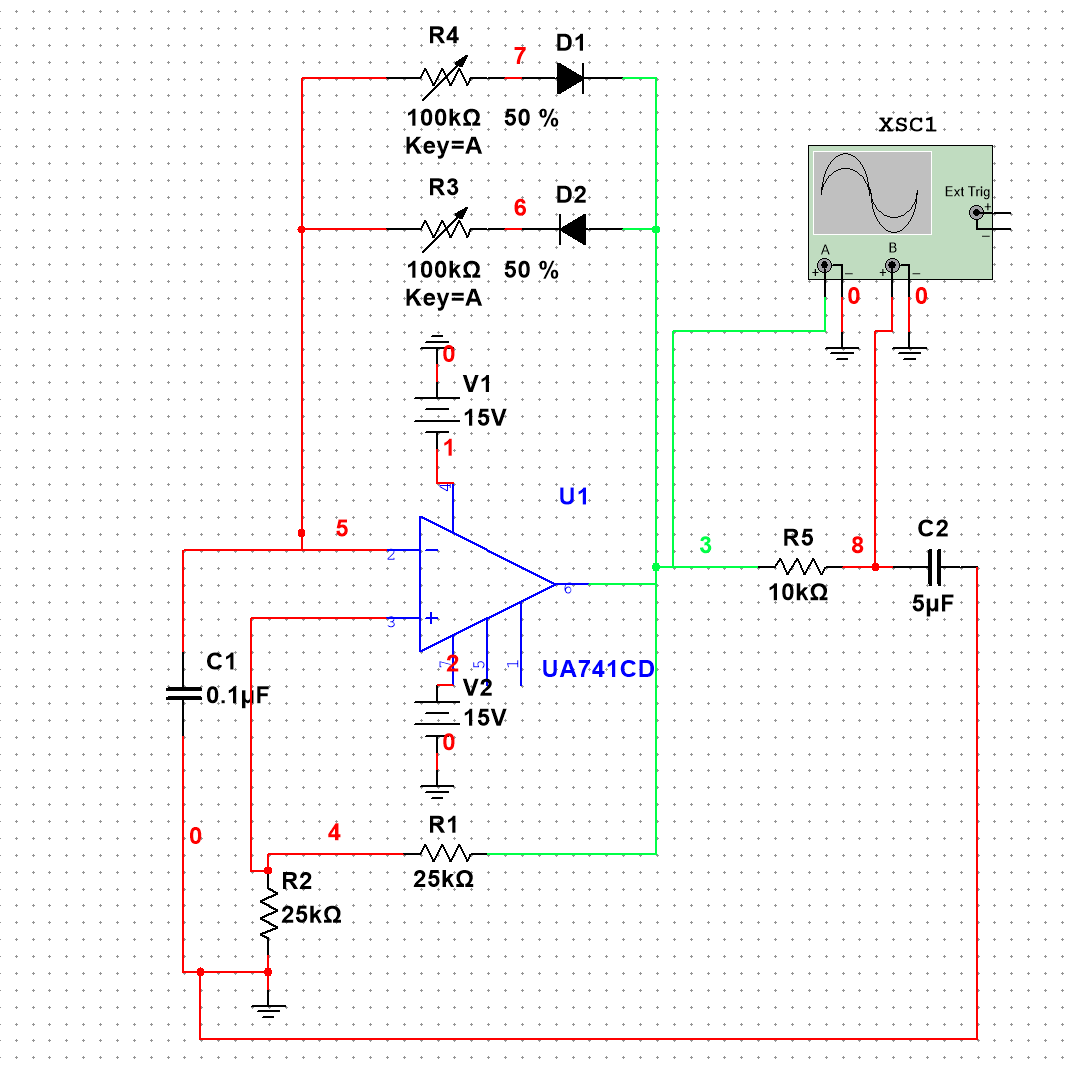 R4
7
D1
100kΩ 50 %
Key=A
R3
6
D2
100kΩ 50 %
Key=A
XSC1
Ext Trig
+
−
A
B
+ − + −
0
0
0
V1
15V
1
4
U1
5
2
−
3
+
6
3
R5
10kΩ
8
C2
5µF
7
2
5
1
UA741CD
V2
15V
0
C1
0.1µF
0
4
R1
25kΩ
R2
25kΩ